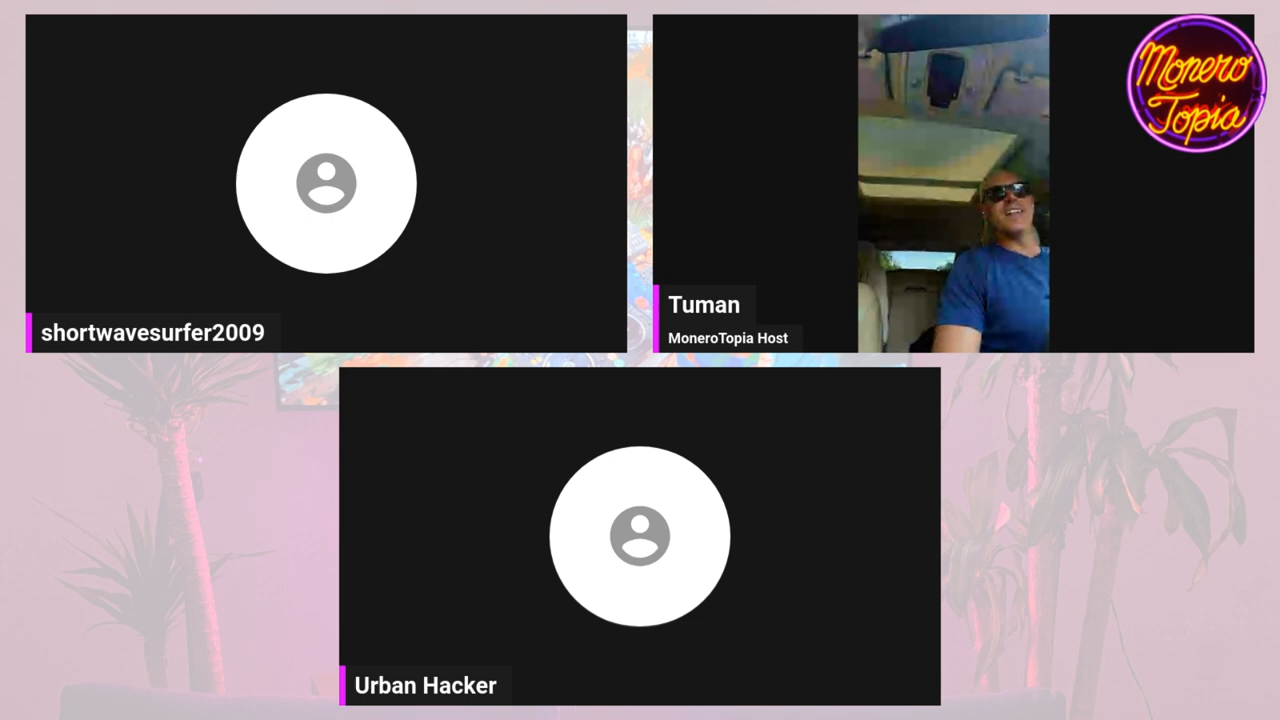 Monero
Topia
shortwavesurfer2009
Tuman
MoneroTopia Host
Urban Hacker